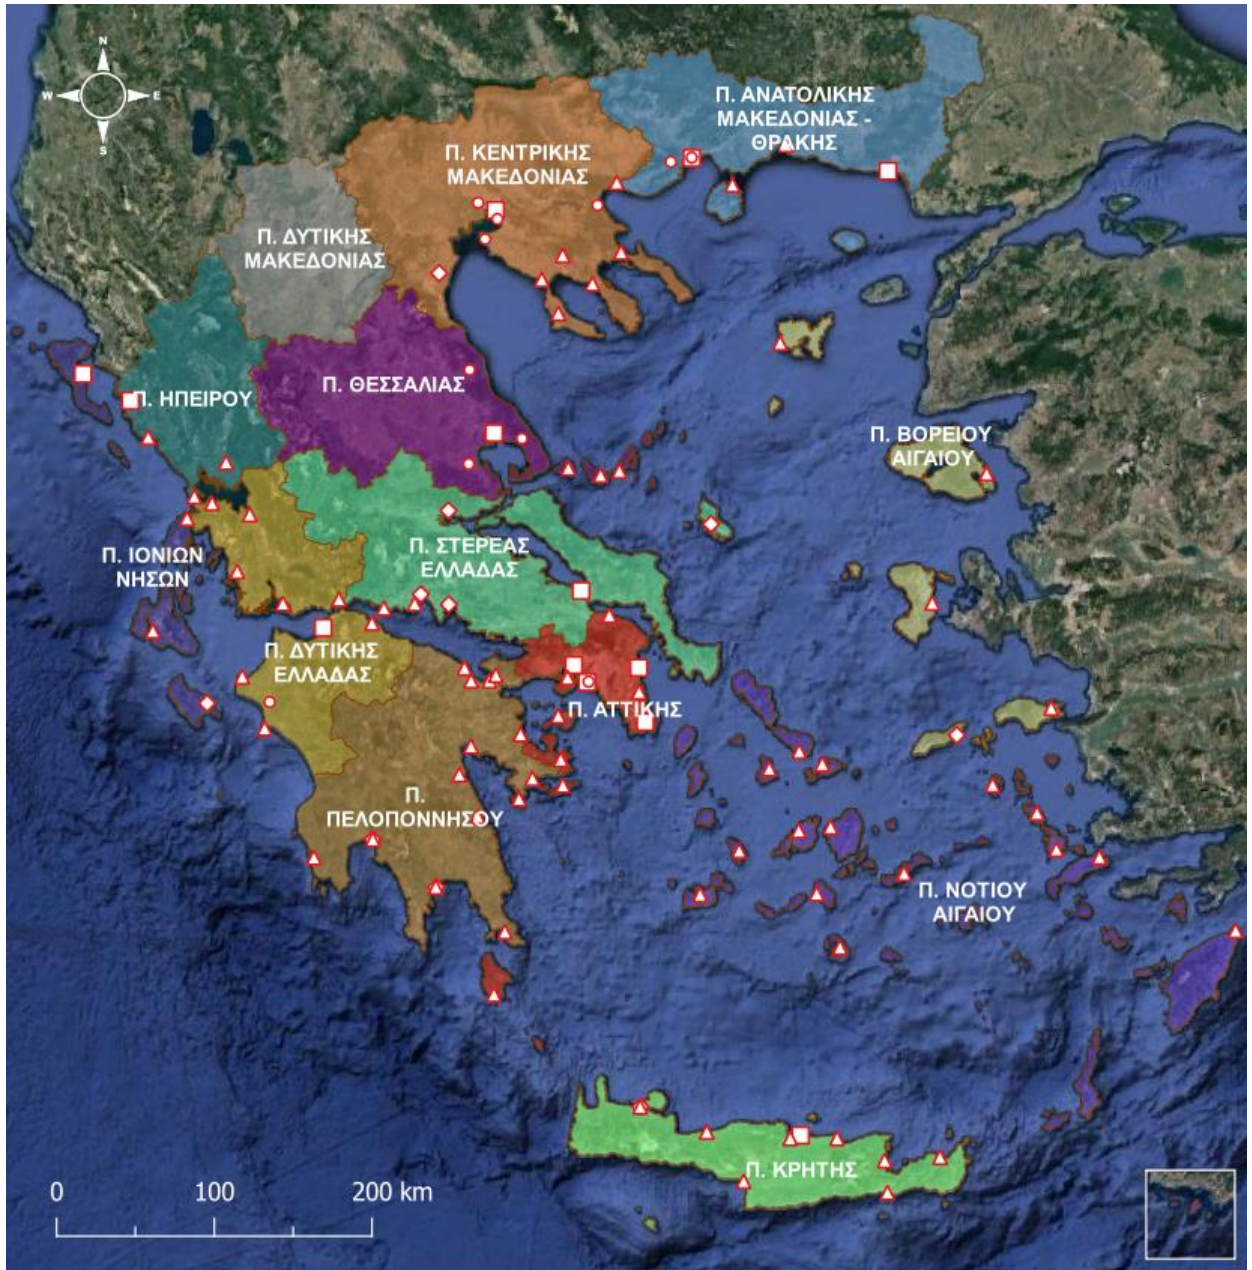 N
W
E
S
Π. ΑΝΑΤΟΛΙΚΗΣ
ΜΑΚΕΔΟΝΙΑΣ -
ΘΡΑΚΗΣ
Π. ΚΕΝΤΡΙΚΗΣ
ΜΑΚΕΔΟΝΙΑΣ
Π. ΔΥΤΙΚΗΣ
ΜΑΚΕΔΟΝΙΑΣ
Π. ΗΠΕΙΡΟΥ
Π. ΘΕΣΣΑΛΙΑΣ
Π. ΒΟΡΕΙΟΥ
ΑΙΓΑΙΟΥ
Π. ΙΟΝΙΩΝ
ΝΗΣΩΝ
Π. ΣΤΕΡΕΑΣ
ΕΛΛΑΔΑΣ
Π. ΔΥΤΙΚΗΣ
ΕΛΛΑΔΑΣ
Π. ΑΤΤΙΚΗΣ
Π.
ΠΕΛΟΠΟΝΝΗΣΟΥ
Π. ΝΟΤΙΟΥ
ΑΙΓΑΙΟΥ
Π. ΚΡΗΤΗΣ
0 100 200 km